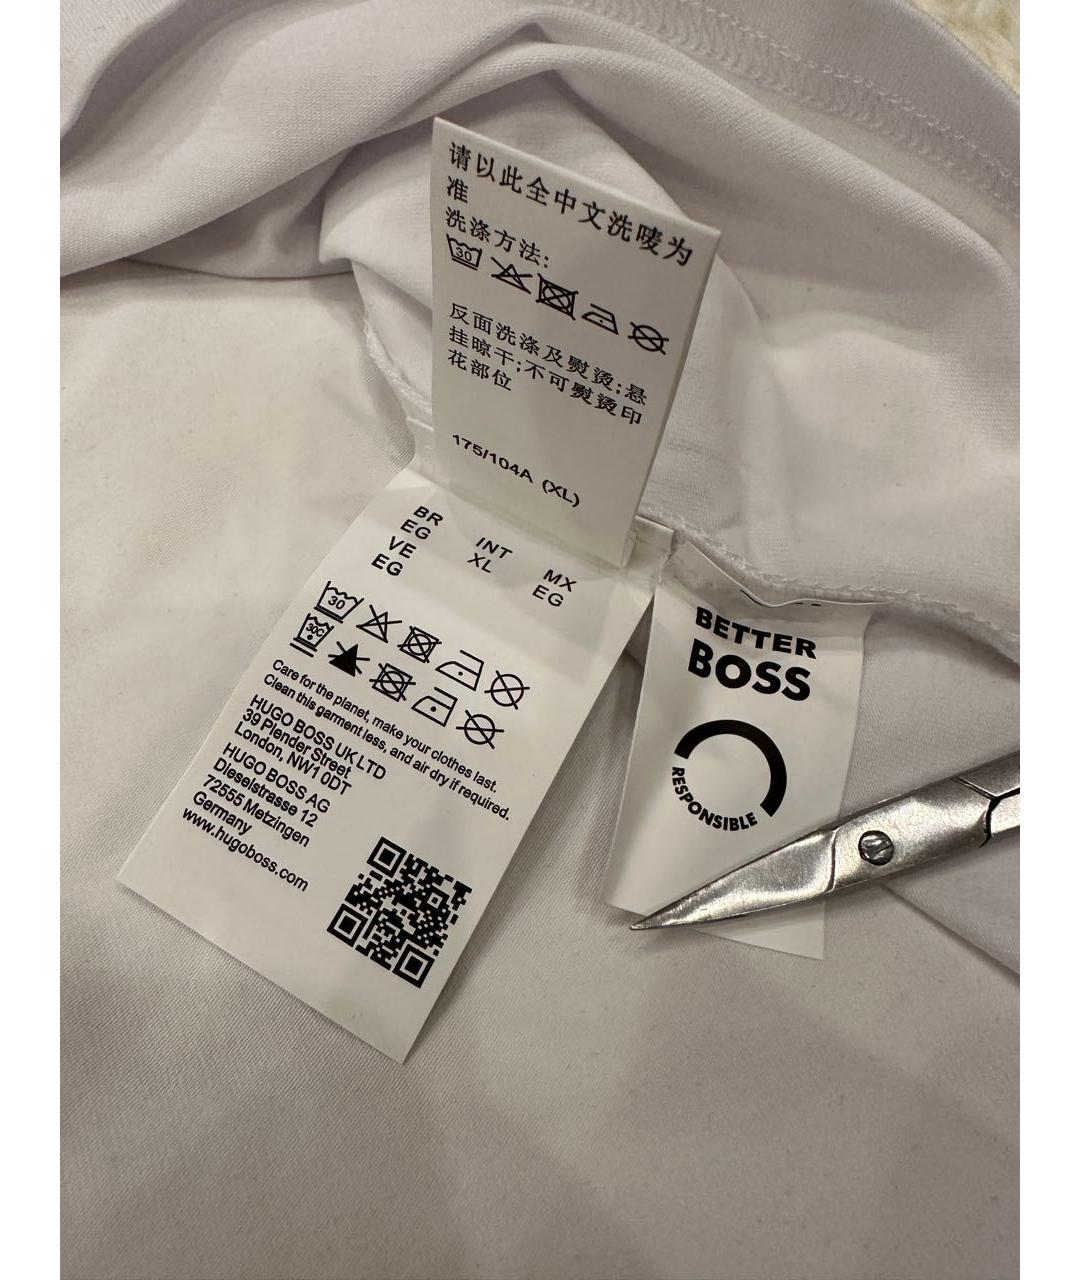 请以此全中文洗唛为
准
洗涤方法:
30
反面洗涤及熨烫;悬
挂晾干;不可熨烫印
花部位
175/104A (XL)
BR
EG
VE
EG
INT
XL
MX
EG
30
30C
Care for the planet, make your clothes last.
Clean this garment less, and air dry if required.
HUGO BOSS UK LTD
39 Plender Street
London, NW1 0DT
HUGO BOSS AG
Dieselstrasse 12
72555 Metzingen
Germany
www.hugoboss.com
BETTER
BOSS
RESPONSIBLE